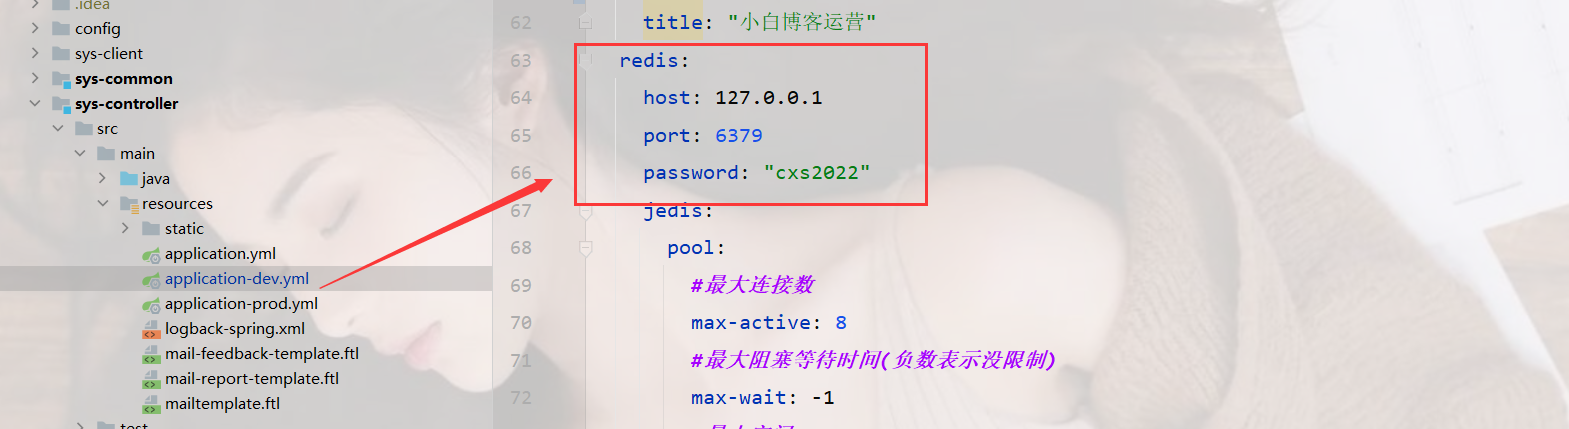 .idea
config
sys-client
sys-common
sys-controller
src
main
java
resources
static
application.yml
application-dev.yml
application-prod.yml
logback-spring.xml
mail-feedback-template.ftl
mail-report-template.ftl
mailtemplate.ftl
test
62 title: "小白博客运营"
63 redis:
64 host: 127.0.0.1
65 port: 6379
66 password: "cxs2022"
67 jedis:
68 pool:
69 #最大连接数
70 max-active: 8
71 #最大阻塞等待时间(负数表示没限制)
72 max-wait: -1